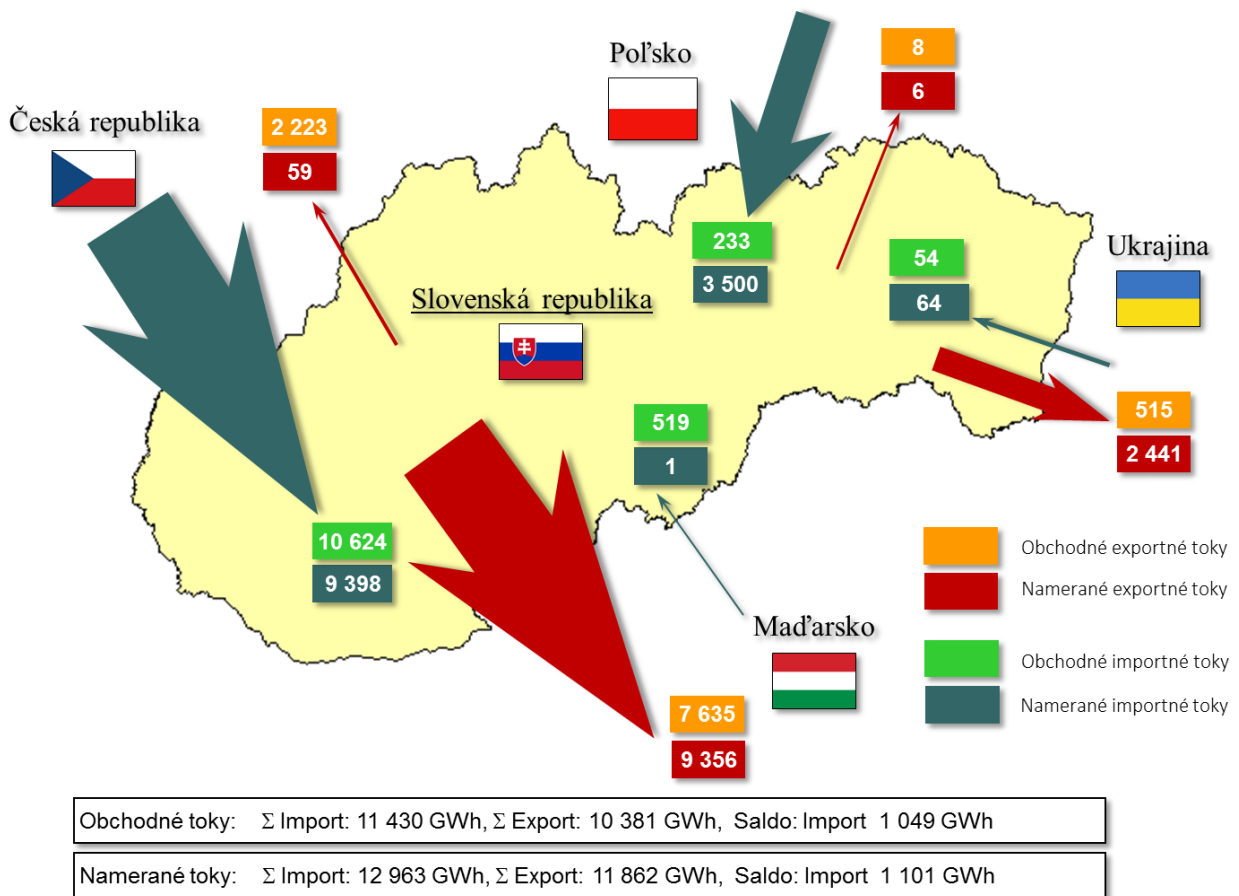 Poľsko
8
6
Česká republika
2 223
59
233
3 500
54
64
Ukrajina
Slovenská republika
519
1
515
2 441
10 624
9 398
Obchodné exportné toky
Namerané exportné toky
Maďarsko
Obchodné importné toky
Namerané importné toky
7 635
9 356
Obchodné toky: Σ Import: 11 430 GWh, Σ Export: 10 381 GWh, Saldo: Import 1 049 GWh
Namerané toky: Σ Import: 12 963 GWh, Σ Export: 11 862 GWh, Saldo: Import 1 101 GWh